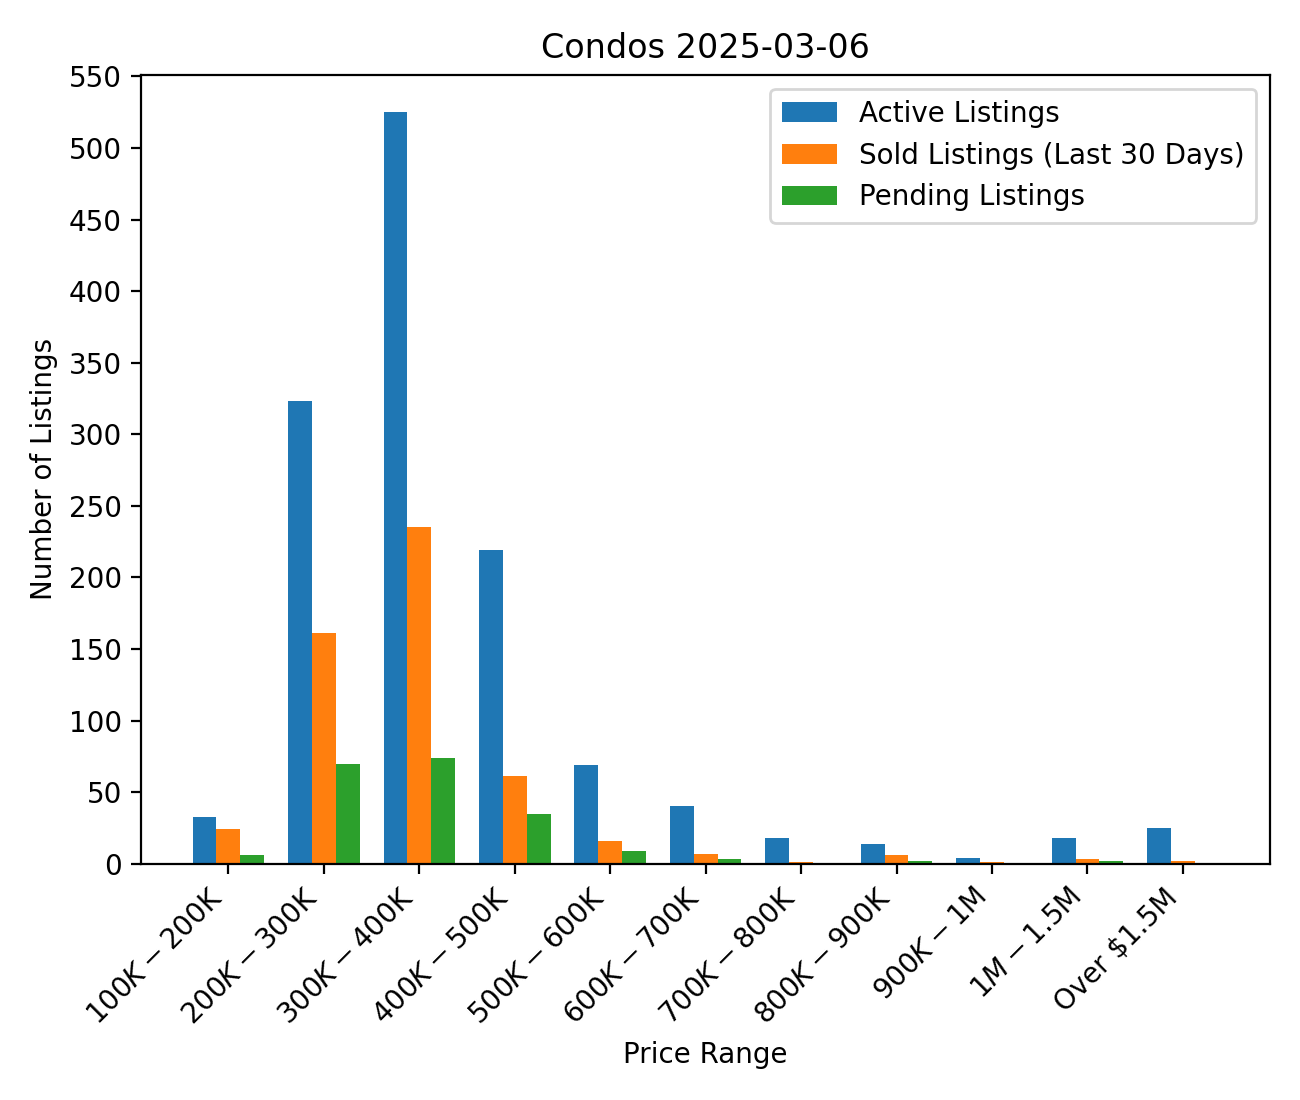 Condos 2025-03-06
550
500
450
400
350
300
250
200
150
100
50
0
Number of Listings
Active Listings
Sold Listings (Last 30 Days)
Pending Listings
100K − 200K
200K − 300K
300K − 400K
400K − 500K
500K − 600K
600K − 700K
700K − 800K
800K − 900K
900K − 1M
1M − 1.5M
Over $1.5M
Price Range